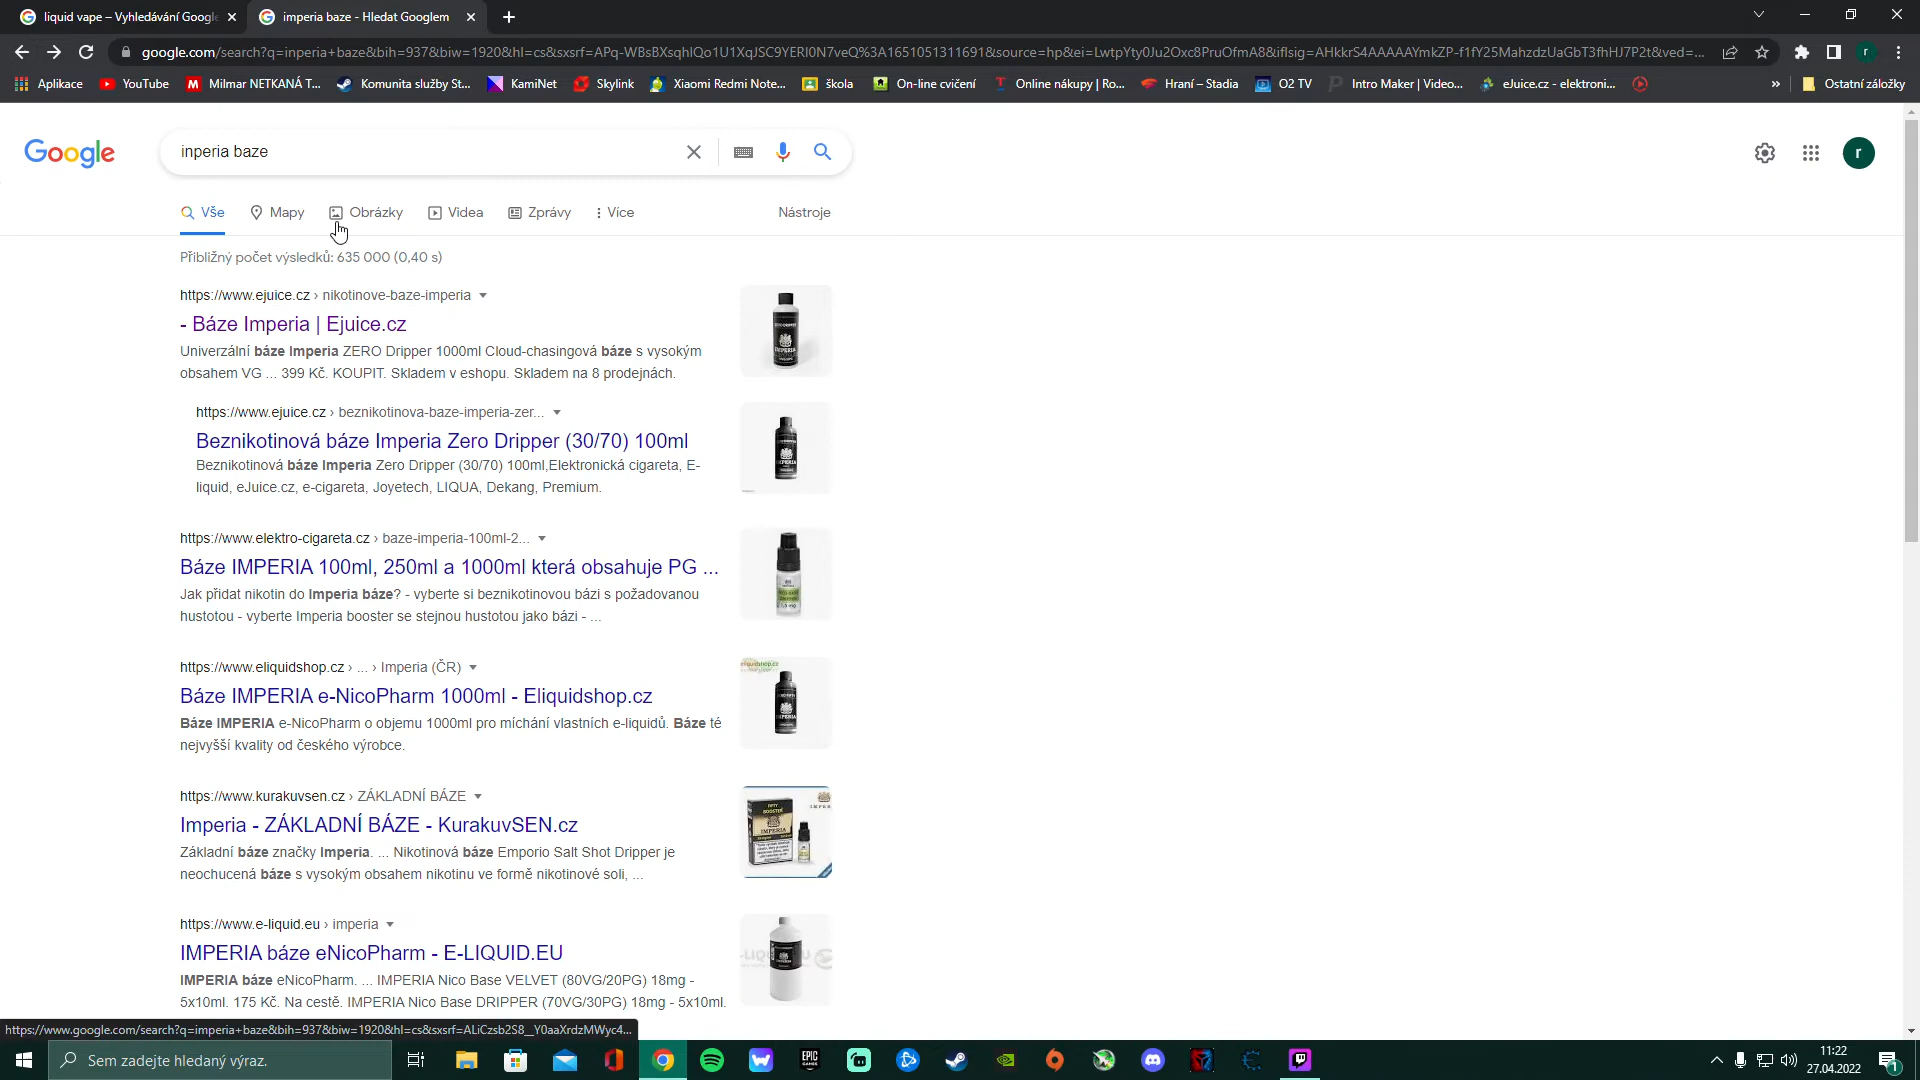 liquid vape – Vyhledávání Googl
imperia baze - Hledat Googlem
google.com/search?q=inperia+baze&bih=937&biw=1920&hl=cs&sxsrf=APq-WBsBXsqhlQo1U1XqJSC9YERI0N7veQ%3A1651051311691&source=hp&ei=LwtpYty0Ju2Oxc8PruOfmA8&iflsig=AHkkrS4AAAAAYmkZP-f1fY25MahzdzUaGbT3fhHJ7P2t&ved=...
r
Aplikace
YouTube
Milmar NETKANÁ T...
Komunita služby St...
KamiNet
Skylink
Xiaomi Redmi Note...
škola
On-line cvičení
Online nákupy | Ro...
Hraní – Stadia
O2 TV
Intro Maker | Video...
eJuice.cz - elektroni...
»
Ostatní záložky
Google
inperia baze
r
Vše
Mapy
Obrázky
Videa
Zprávy
Více
Nástroje
Přibližný počet výsledků: 635 000 (0,40 s)
https://www.ejuice.cz › nikotinove-baze-imperia
- Báze Imperia | Ejuice.cz
Univerzální báze Imperia ZERO Dripper 1000ml Cloud-chasingová báze s vysokým
obsahem VG ... 399 Kč. KOUPIT. Skladem v eshopu. Skladem na 8 prodejnách.
https://www.ejuice.cz › beznikotinova-baze-imperia-zer...
Beznikotinová báze Imperia Zero Dripper (30/70) 100ml
Beznikotinová báze Imperia Zero Dripper (30/70) 100ml,Elektronická cigareta, E-
liquid, eJuice.cz, e-cigareta, Joyetech, LIQUA, Dekang, Premium.
https://www.elektro-cigareta.cz › baze-imperia-100ml-2...
Báze IMPERIA 100ml, 250ml a 1000ml která obsahuje PG ...
Jak přidat nikotin do Imperia báze? - vyberte si beznikotinovou bázi s požadovanou
hustotou - vyberte Imperia booster se stejnou hustotou jako bázi - ...
https://www.eliquidshop.cz › ... › Imperia (ČR)
Báze IMPERIA e-NicoPharm 1000ml - Eliquidshop.cz
Báze IMPERIA e-NicoPharm o objemu 1000ml pro míchání vlastních e-liquidů. Báze té
nejvyšší kvality od českého výrobce.
https://www.kurakuvsen.cz › ZÁKLADNÍ BÁZE
Imperia - ZÁKLADNÍ BÁZE - KurakuvSEN.cz
Základní báze značky Imperia. ... Nikotinová báze Emporio Salt Shot Dripper je
neochucená báze s vysokým obsahem nikotinu ve formě nikotinové soli, ...
https://www.e-liquid.eu › imperia
IMPERIA báze eNicoPharm - E-LIQUID.EU
IMPERIA báze eNicoPharm. ... IMPERIA Nico Base VELVET (80VG/20PG) 18mg -
5x10ml. 175 Kč. Na cestě. IMPERIA Nico Base DRIPPER (70VG/30PG) 18mg - 5x10ml.
https://www.google.com/search?q=imperia+baze&bih=937&biw=1920&hl=cs&sxsrf=ALiCzsb2S8_Y0aaXrdzMWyc4...
Sem zadejte hledaný výraz.
EPIC
GAMES
11:22
27.04.2022
1